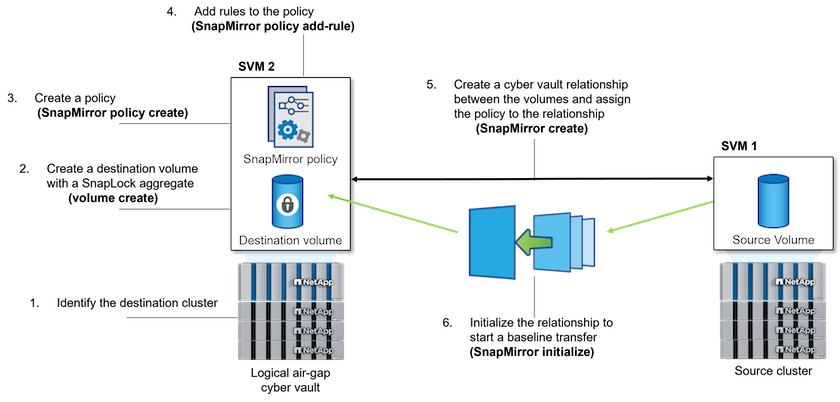 4. Add rules to the policy
(SnapMirror policy add-rule)
SVM 2
3. Create a policy
(SnapMirror policy create)
SnapMirror policy
2. Create a destination volume
with a SnapLock aggregate
(volume create)
Destination volume
5. Create a cyber vault relationship
between the volumes and assign
the policy to the relationship
(SnapMirror create)
SVM 1
Source Volume
1. Identify the destination cluster
NetApp
NetApp
NetApp
NetApp
Logical air-gap
cyber vault
6. Initialize the relationship to
start a baseline transfer
(SnapMirror initialize)
NetApp
NetApp
NetApp
NetApp
Source cluster